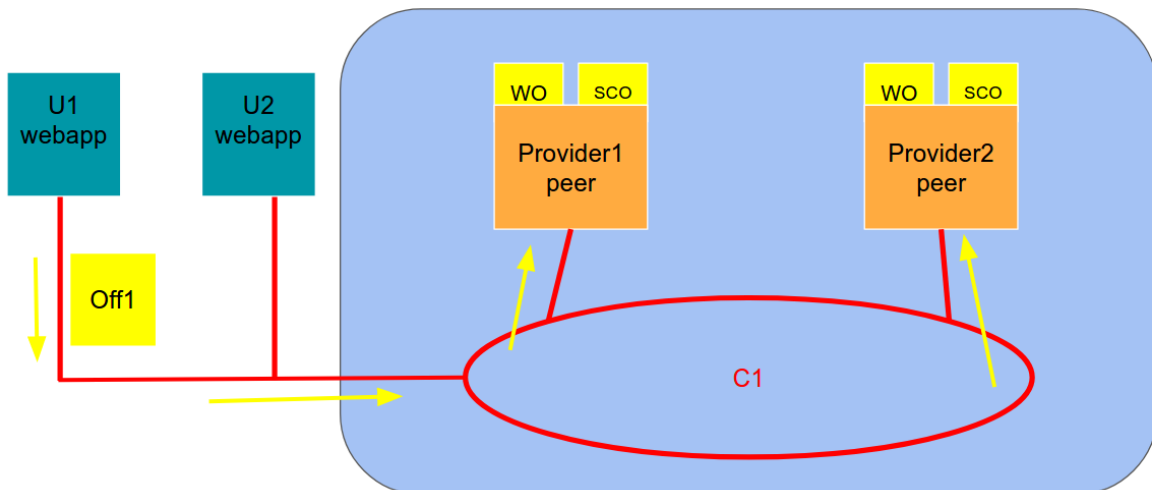 U1
webapp
U2
webapp
WO
SCO
Provider1
peer
WO
SCO
Provider2
peer
Off1
C1